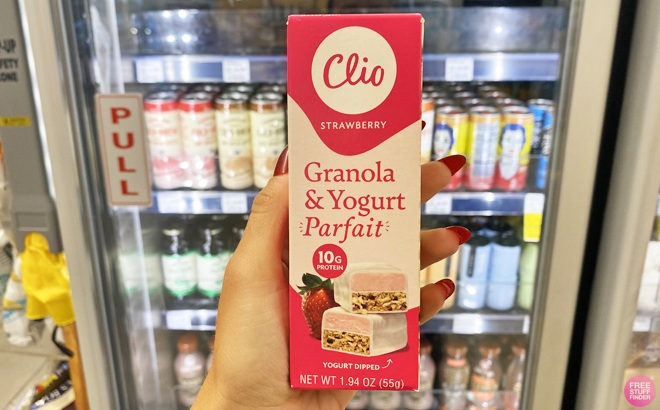 Clio
STRAWBERRY
Granola
& Yogurt
Parfait
10G
PROTEIN
YOGURT DIPPED
NET WT 1.94 OZ (55g)
PULL
FREE
STUFF
FINDER